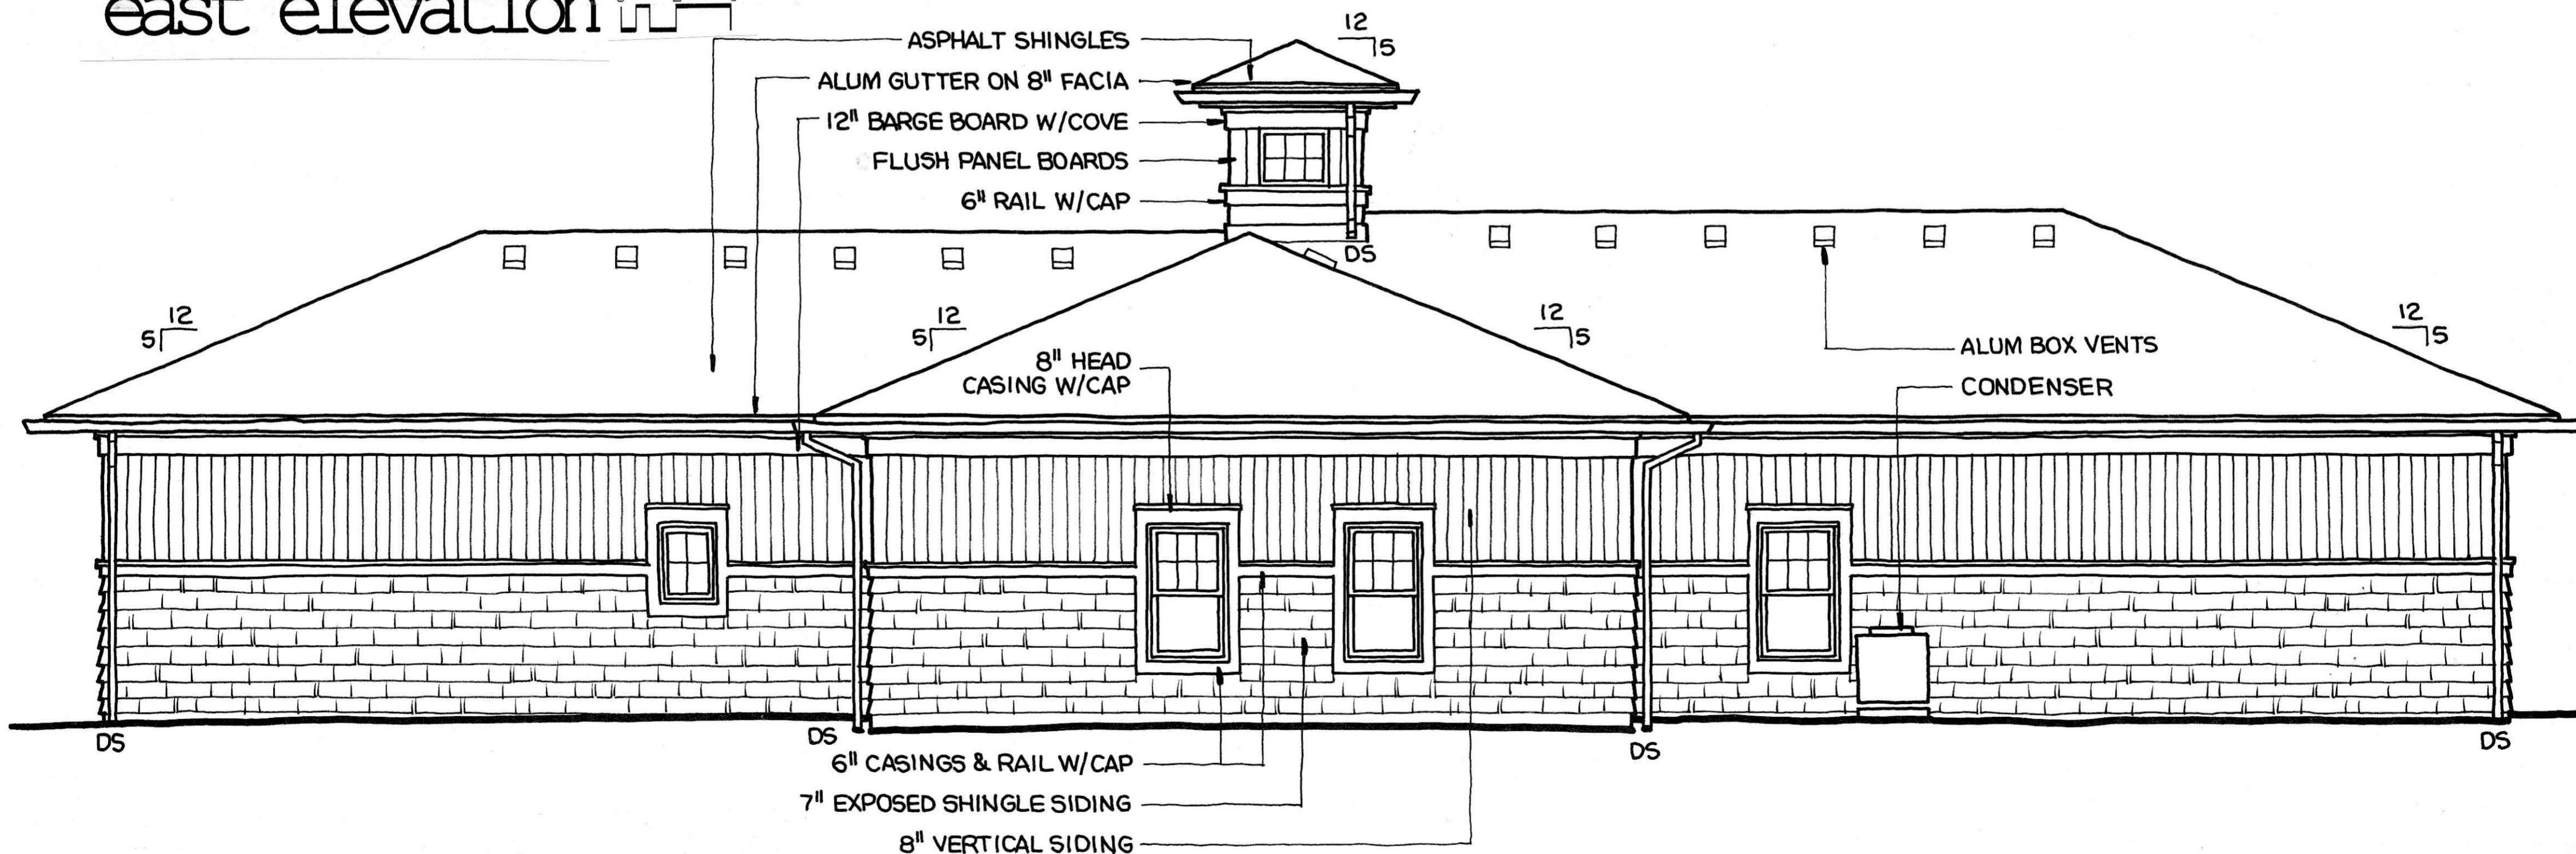 east elevation
ASPHALT SHINGLES
ALUM GUTTER ON 8" FACIA
12" BARGE BOARD W/COVE
FLUSH PANEL BOARDS
6" RAIL W/CAP
12
5
DS
12
5
12
5
8" HEAD
CASING W/CAP
12
5
ALUM BOX VENTS
CONDENSER
12
5
DS
DS
DS
DS
6" CASINGS & RAIL W/CAP
7" EXPOSED SHINGLE SIDING
8" VERTICAL SIDING